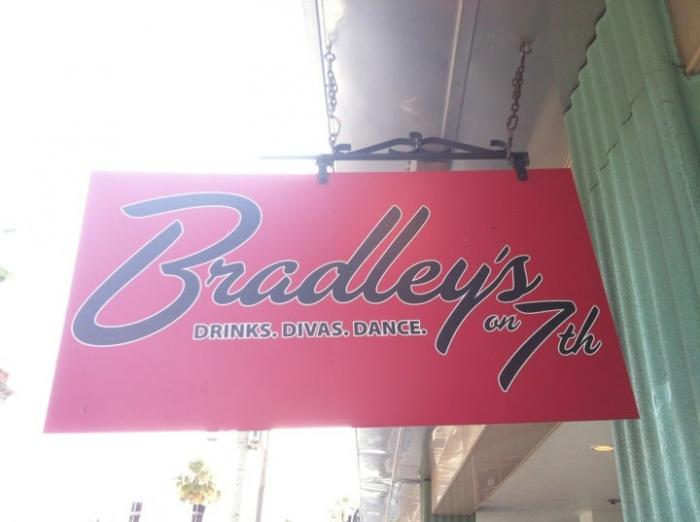 Bradley's
DRINKS. DIVAS. DANCE.
on 7th